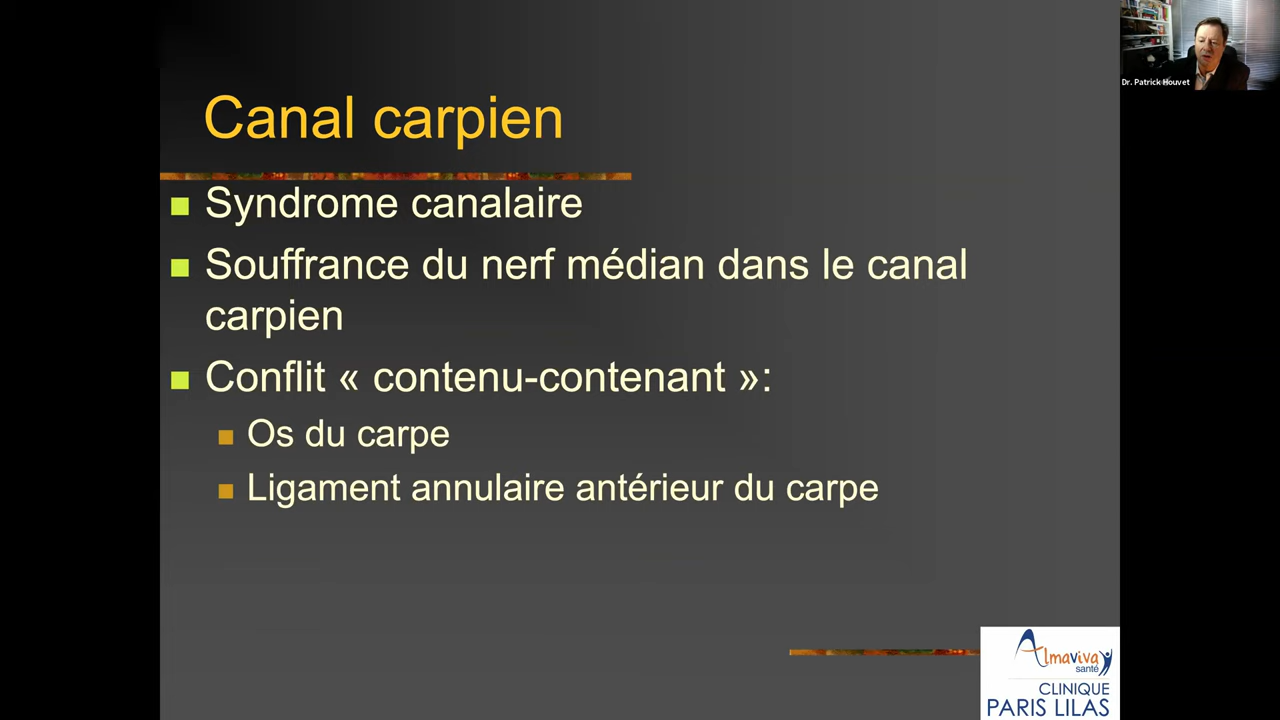 Dr. Patrick Houvet
Canal carpien
Syndrome canalaire
Souffrance du nerf médian dans le canal
carpien
Conflit « contenu-contenant »:
Os du carpe
Ligament annulaire antérieur du carpe
Almaviva
santé
CLINIQUE
PARIS LILAS